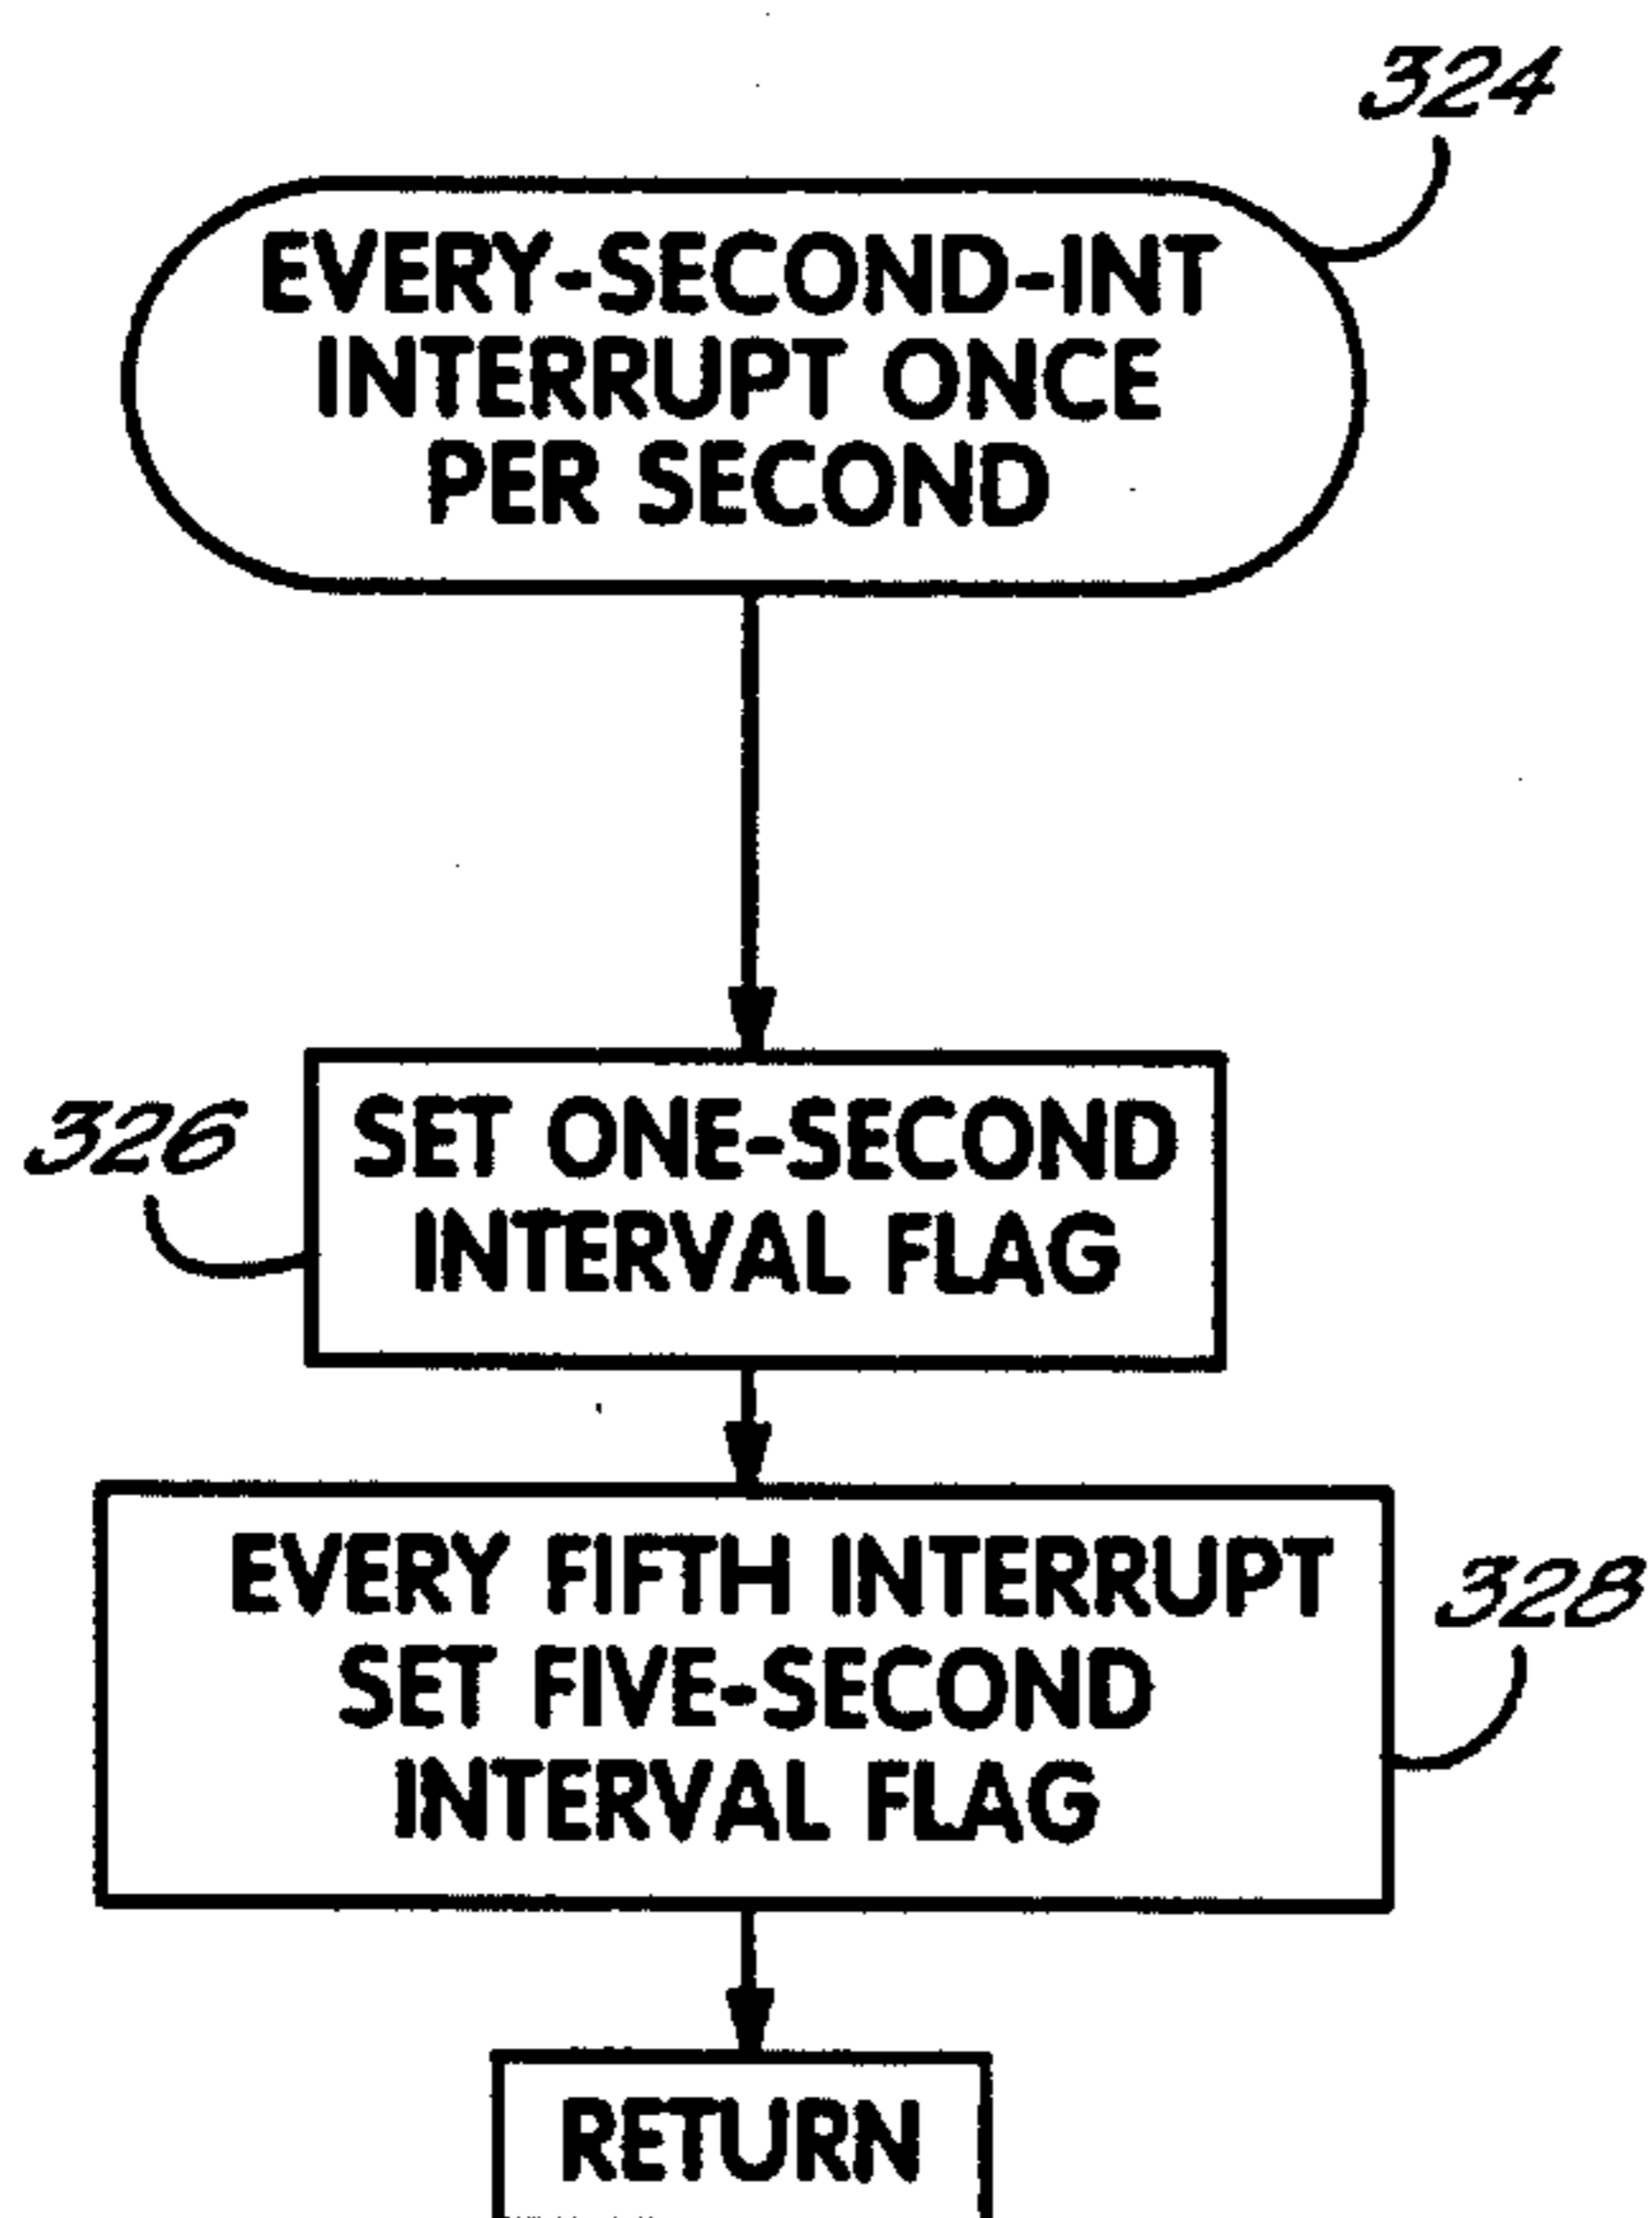 324
EVERY-SECOND-INT
INTERRUPT ONCE
PER SECOND
326
SET ONE-SECOND
INTERVAL FLAG
EVERY FIFTH INTERRUPT
SET FIVE-SECOND
INTERVAL FLAG
328
RETURN